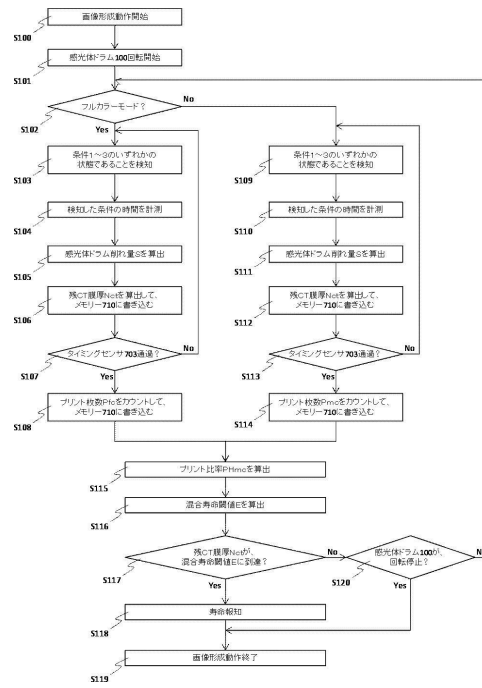 画像形成動作開始
S100
感光体ドラム100回転開始
S101
フルカラーモード?
No
S102
Yes
条件1～3のいずれかの
状態であることを検知
S103
検知した条件の時間を計測
S104
感光体ドラム削れ量Sを算出
S105
残CT膜厚Nctを算出して、
メモリー710に書き込む
S106
タイミングセンサ703通過?
No
S107
Yes
プリント枚数Pfcをカウントして、
メモリー710に書き込む
S108
条件1～3のいずれかの
状態であることを検知
S109
検知した条件の時間を計測
S110
感光体ドラム削れ量Sを算出
S111
残CT膜厚Nctを算出して、
メモリー710に書き込む
S112
タイミングセンサ703通過?
No
S113
Yes
プリント枚数Pmcをカウントして、
メモリー710に書き込む
S114
プリント比率PHmcを算出
S115
混合寿命閾値Eを算出
S116
残CT膜厚Nctが、
混合寿命閾値Eに到達?
No
S117
Yes
感光体ドラム100が、
回転停止?
No
S120
Yes
寿命報知
S118
画像形成動作終了
S119